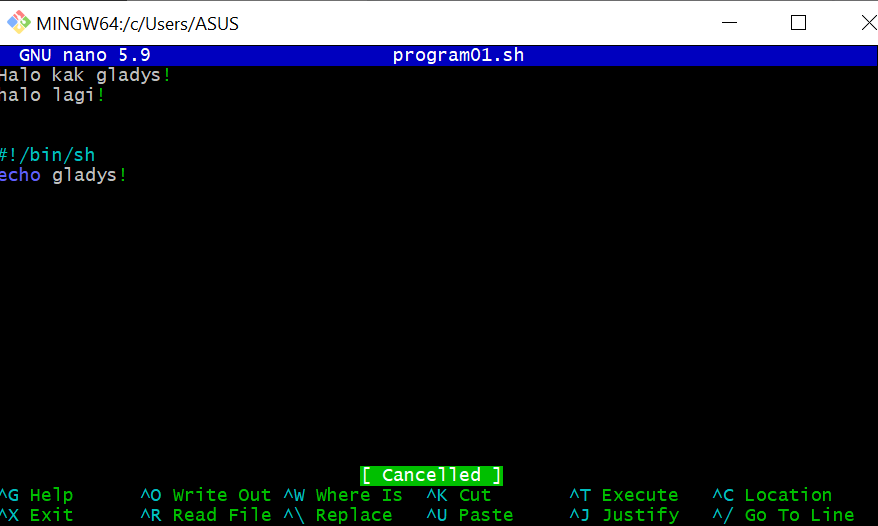 MINGW64:/c/Users/ASUS
GNU nano 5.9 program01.sh
Halo kak gladys!
halo lagi!
#!/bin/sh
echo gladys!
[ Cancelled ]
^G Help ^O Write Out ^W Where Is ^K Cut ^T Execute ^C Location
^X Exit ^R Read File ^\ Replace ^U Paste ^J Justify ^/ Go To Line